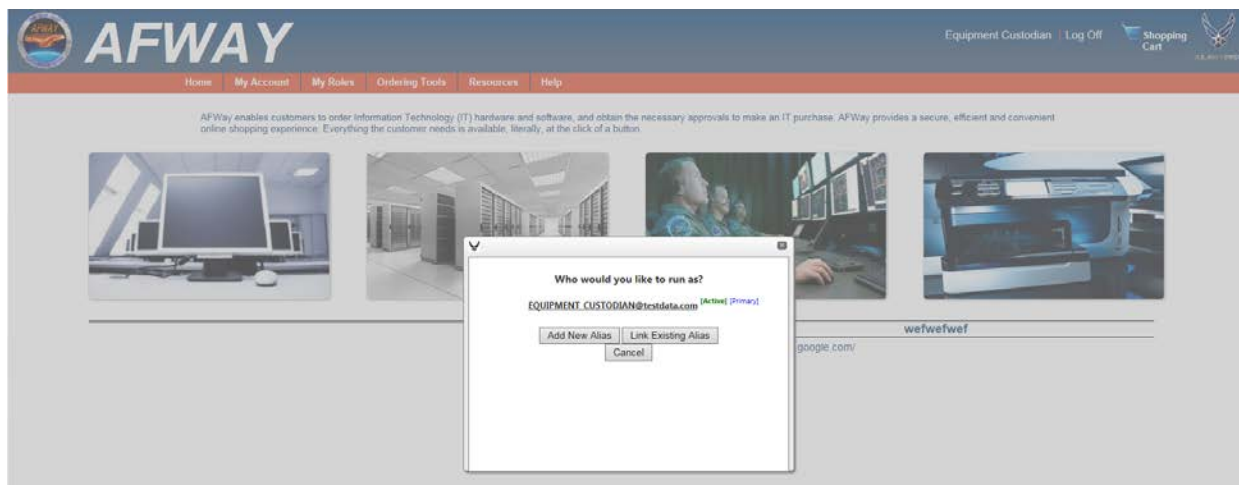 AFWAY
Equipment Custodian | Log Off
Shopping
Cart
Home My Account My Roles Ordering Tools Resources Help
AFWay enables customers to order Information Technology (IT) hardware and software, and obtain the necessary approvals to make an IT purchase. AFWay provides a secure, efficient and convenient
online shopping experience. Everything the customer needs is available, literally, at the click of a button.
Who would you like to run as?
EQUIPMENT_CUSTODIAN@testdata.com [Active] [Primary]
Add New Alias Link Existing Alias
Cancel
wefwefwef
google.com/